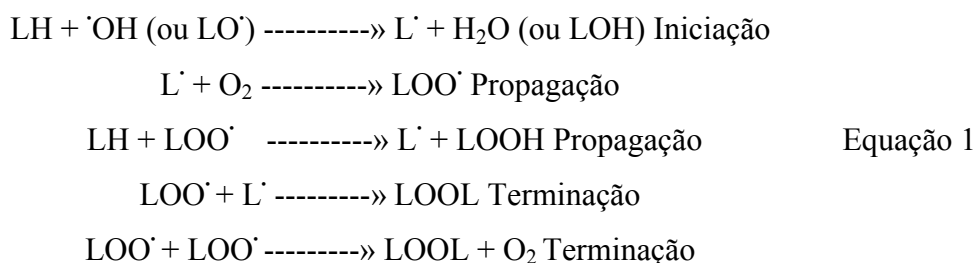 LH + ˙OH (ou LO˙) ----------» L˙ + H₂O (ou LOH) Iniciação
L˙ + O₂ ----------» LOO˙ Propagação
LH + LOO˙ ----------» L˙ + LOOH Propagação Equação 1
LOO˙ + L˙ ---------» LOOL Terminação
LOO˙ + LOO˙ ---------» LOOL + O₂ Terminação